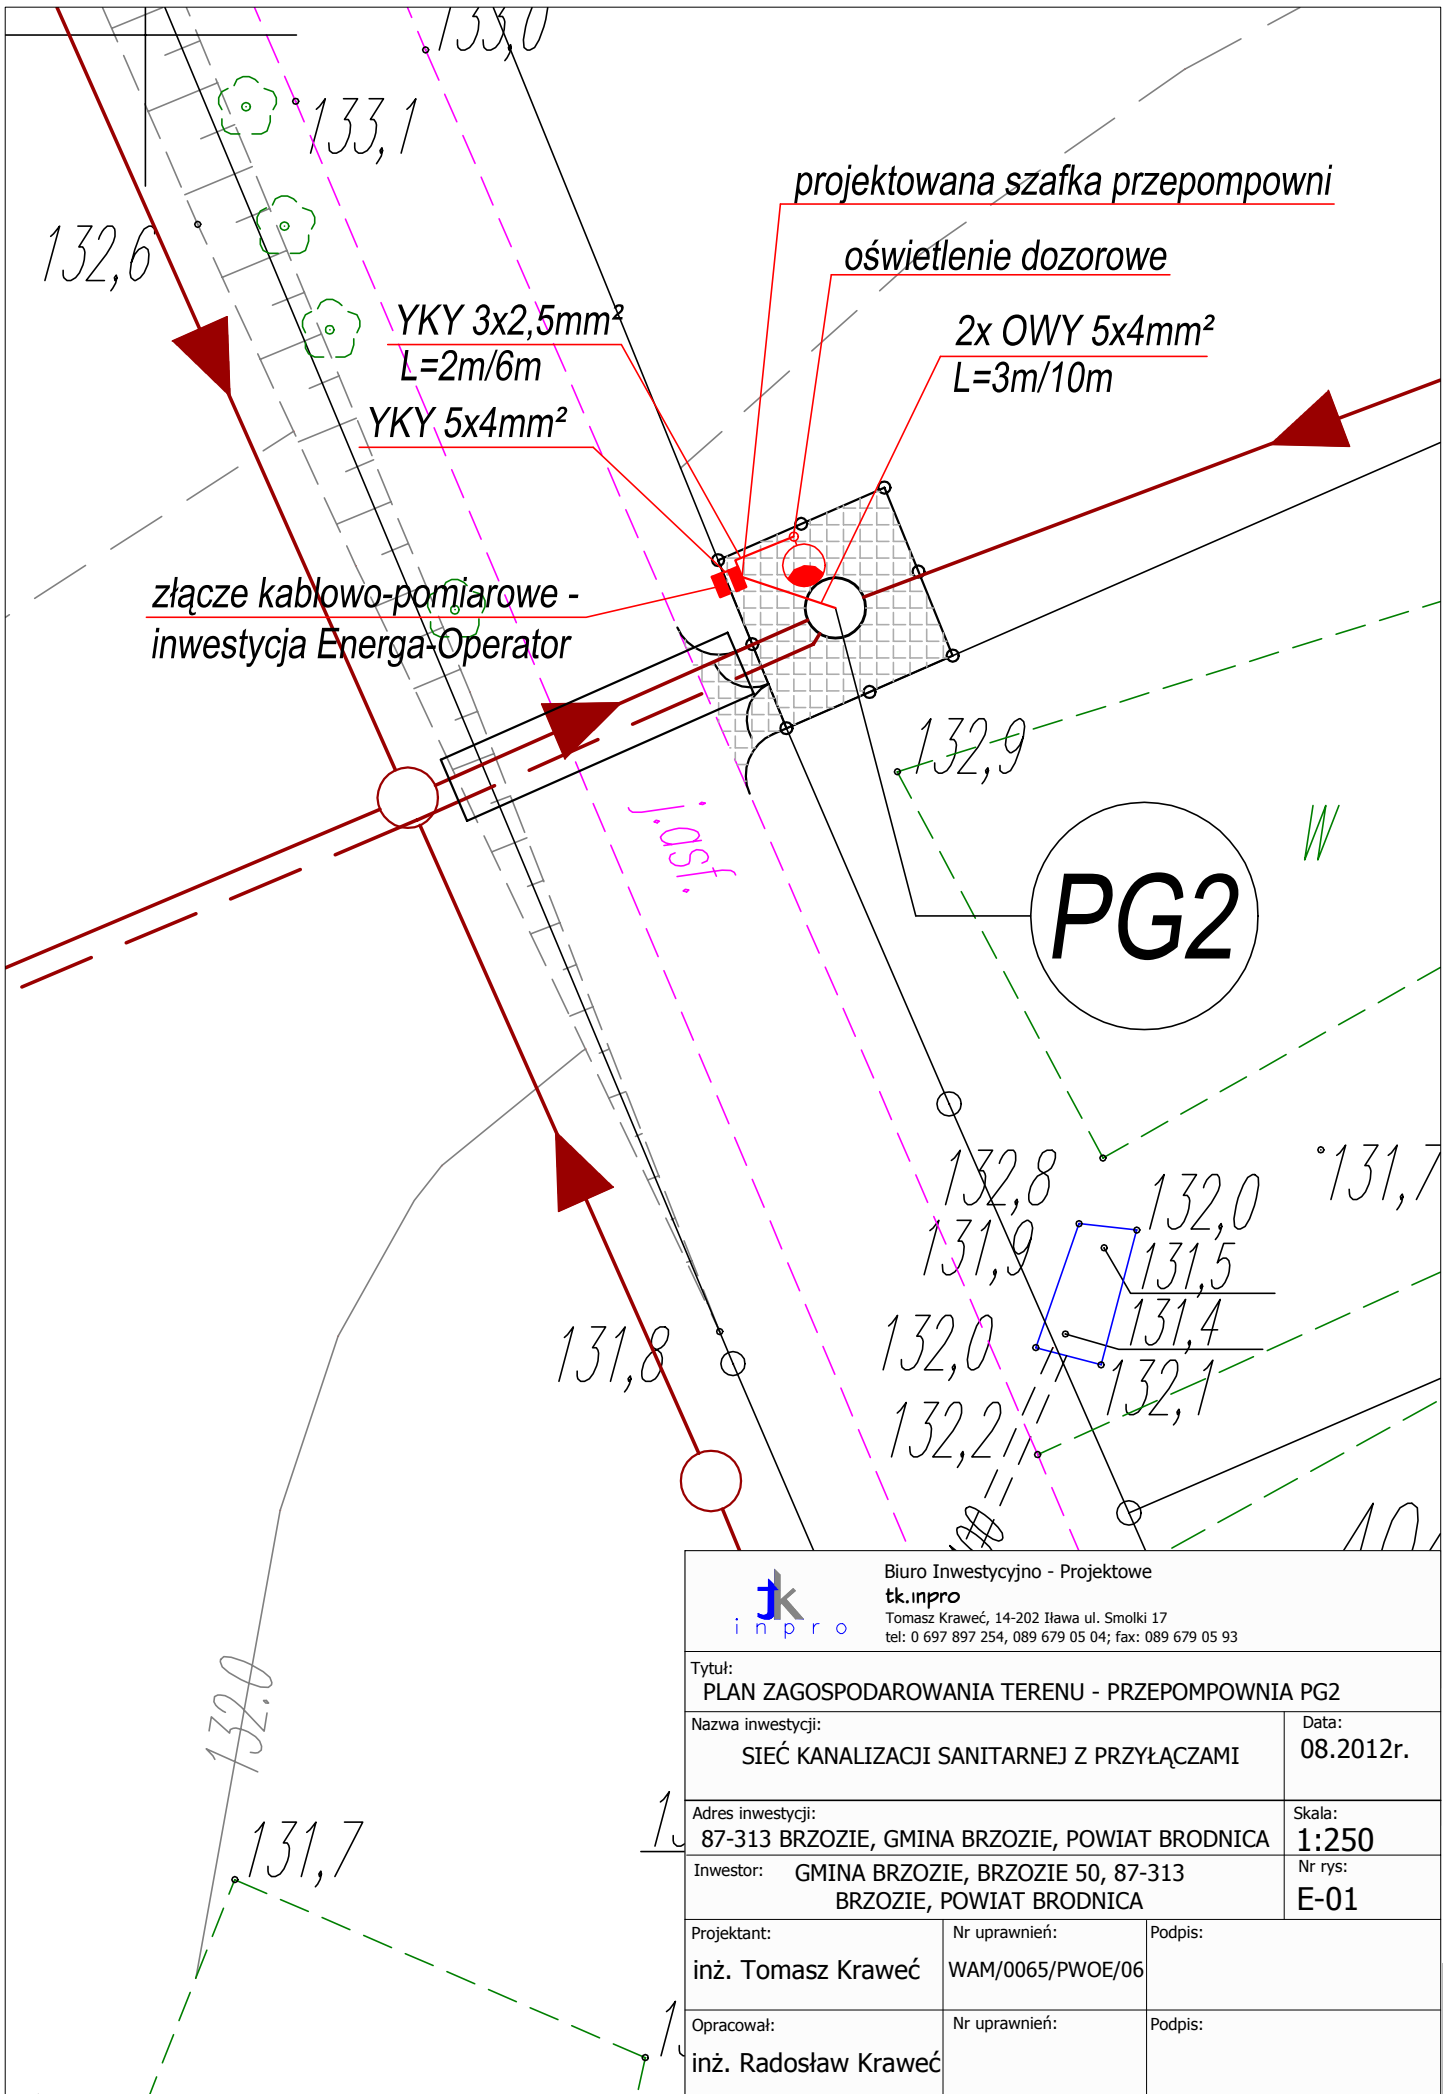 133,0
133,1
132,6
projektowana szafka przepompowni
oświetlenie dozorowe
YKY 3x2,5mm²
L=2m/6m
2x OWY 5x4mm²
L=3m/10m
YKY 5x4mm²
złącze kablowo-pomiarowe -
inwestycja Energa-Operator
132,9
j.asf.
W
PG2
132,8
131,7
132,0
131,9
131,5
131,4
131,8
132,0
132,1
132,2
132.0
131,7
tk
inpro
Biuro Inwestycyjno - Projektowe
tk.inpro
Tomasz Kraweć, 14-202 Iława ul. Smolki 17
tel: 0 697 897 254, 089 679 05 04; fax: 089 679 05 93
Tytuł:
PLAN ZAGOSPODAROWANIA TERENU - PRZEPOMPOWNIA PG2
Nazwa inwestycji:
SIEĆ KANALIZACJI SANITARNEJ Z PRZYŁĄCZAMI
Data:
08.2012r.
Adres inwestycji:
87-313 BRZOZIE, GMINA BRZOZIE, POWIAT BRODNICA
Skala:
1:250
Inwestor: GMINA BRZOZIE, BRZOZIE 50, 87-313
BRZOZIE, POWIAT BRODNICA
Nr rys:
E-01
Projektant:
inż. Tomasz Kraweć
Nr uprawnień:
WAM/0065/PWOE/06
Podpis:
Opracował:
inż. Radosław Kraweć
Nr uprawnień:
Podpis: